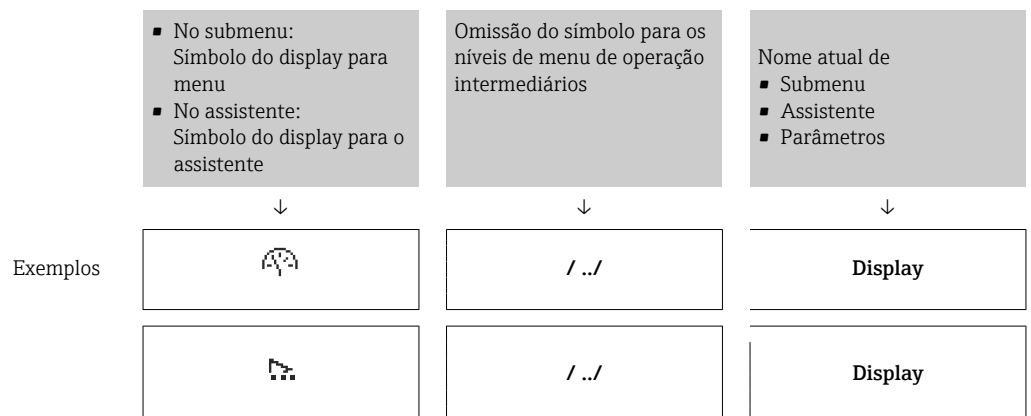 ▪ No submenu:
Símbolo do display para
menu
▪ No assistente:
Símbolo do display para o
assistente
Omissão do símbolo para os
níveis de menu de operação
intermediários
Nome atual de
▪ Submenu
▪ Assistente
▪ Parâmetros
↓ ↓ ↓
Exemplos
/ ../
Display
/ ../
Display